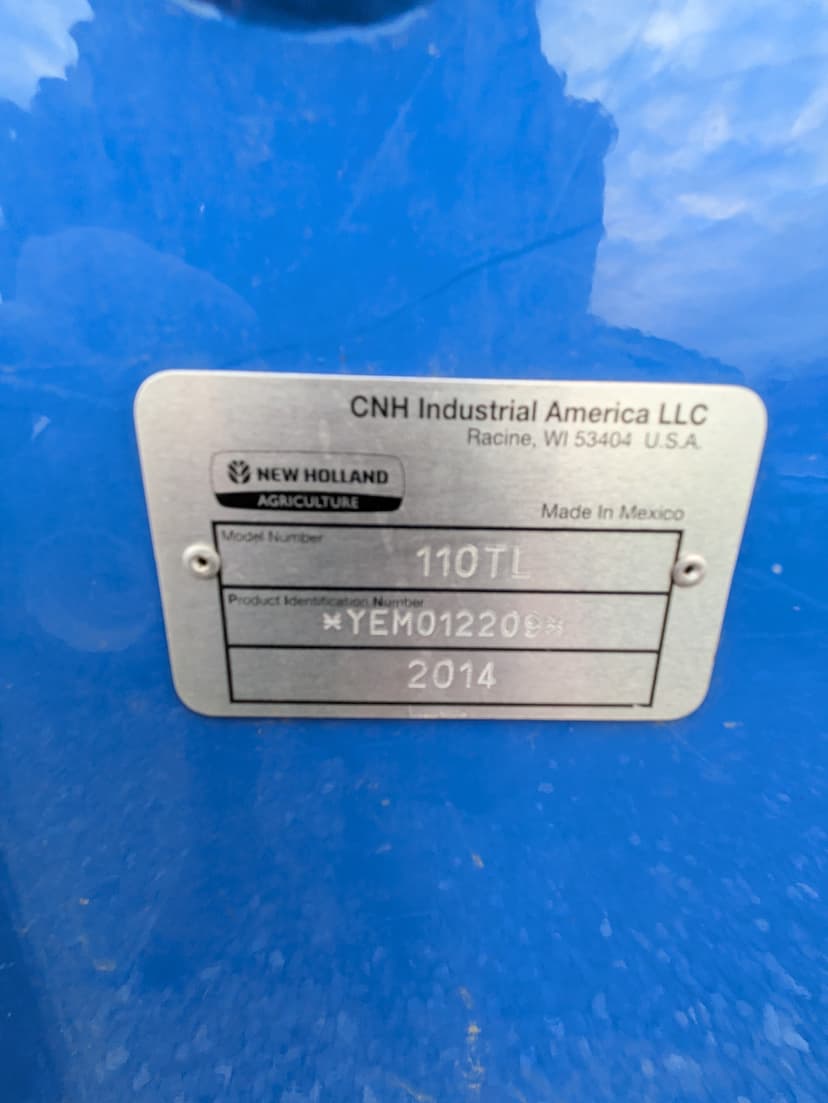 CNH Industrial America LLC
Racine, WI 53404 U.S.A.
NEW HOLLAND
AGRICULTURE
Made In Mexico
Model Number
110TL
Product Identification Number
*YEM012209*
2014